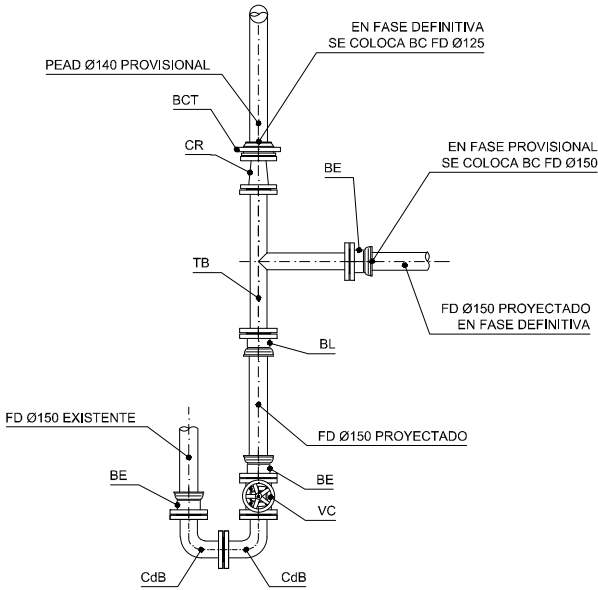 EN FASE DEFINITIVA
SE COLOCA BC FD Ø125
PEAD Ø140 PROVISIONAL
BCT
CR
EN FASE PROVISIONAL
SE COLOCA BC FD Ø150
BE
TB
FD Ø150 PROYECTADO
EN FASE DEFINITIVA
BL
FD Ø150 EXISTENTE
FD Ø150 PROYECTADO
BE
BE
VC
CdB
CdB